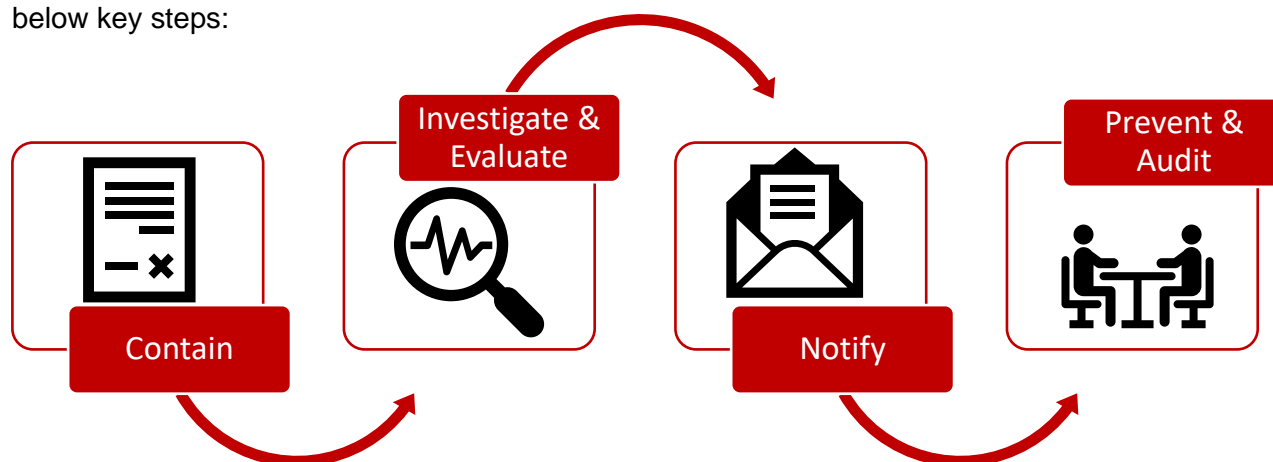 below key steps:
Contain
Investigate &
Evaluate
Notify
Prevent &
Audit